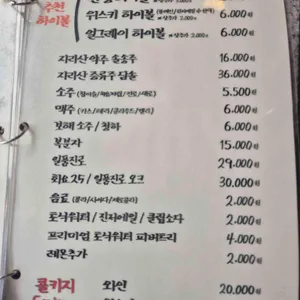 추천 하이볼
위스키 하이볼 6,000원
얼그레이 하이볼 6,000원
지리산 약주 솔송주 16,000원
지리산 증류주 담솔 36,000원
소주 5,500원
맥주 6,000원
보해 소주 / 청하 6,000원
복분자 15,000원
일품진로 29,000원
화요25 / 일품진로 오크 30,000원
음료 2,000원
토닉워터 / 진저에일 / 클럽소다 2,000원
프리미엄 토닉워터 피버트리 4,000원
레몬추가 2,000원
콜키지 와인 20,000원